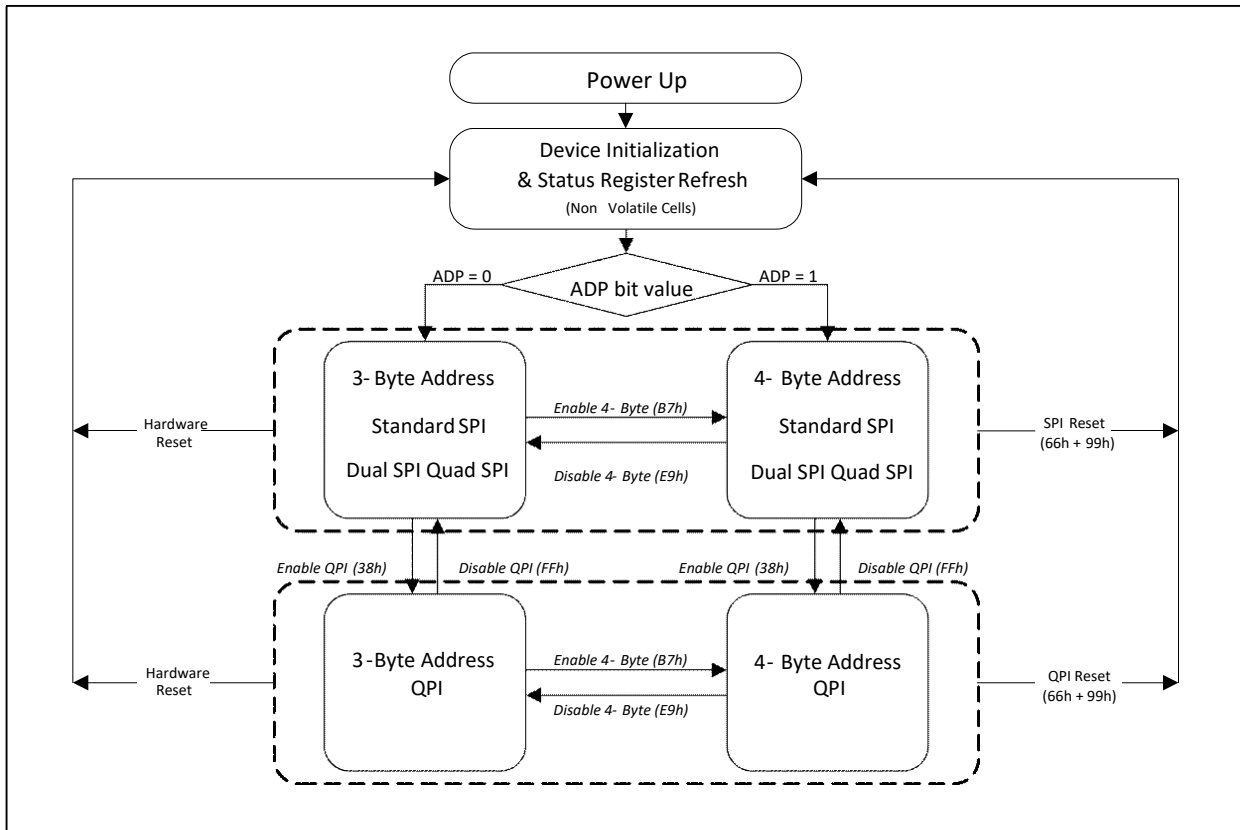 Power Up
Device Initialization
& Status Register Refresh
(Non Volatile Cells)
ADP = 0
ADP bit value
ADP = 1
3- Byte Address
Standard SPI
Dual SPI Quad SPI
Enable 4- Byte (B7h)
Disable 4- Byte (E9h)
4- Byte Address
Standard SPI
Dual SPI Quad SPI
Hardware
Reset
SPI Reset
(66h + 99h)
Enable QPI (38h)
Disable QPI (FFh)
Enable QPI (38h)
Disable QPI (FFh)
3-Byte Address
QPI
Enable 4- Byte (B7h)
Disable 4- Byte (E9h)
4- Byte Address
QPI
Hardware
Reset
QPI Reset
(66h + 99h)